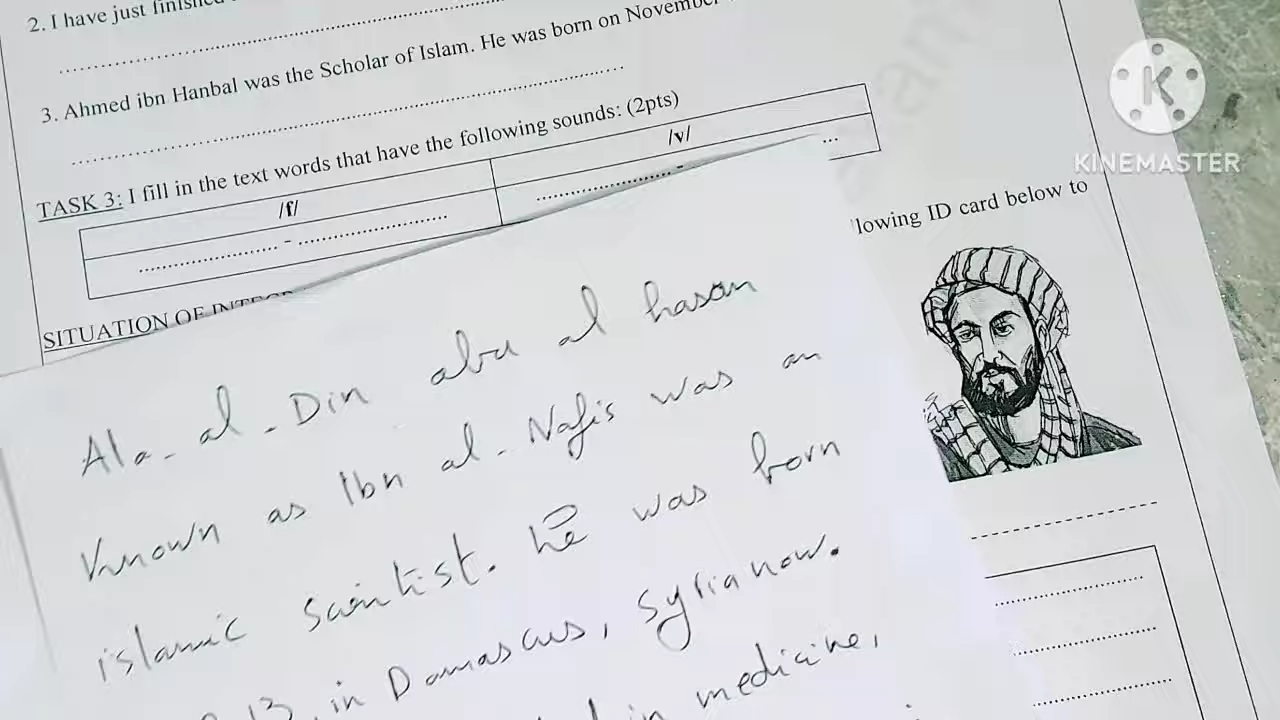 2. I have just finished
3. Ahmed ibn Hanbal was the Scholar of Islam. He was born on November
TASK 3: I fill in the text words that have the following sounds: (2pts)
/f/ /v/
SITUATION OF
lowing ID card below to
KINEMASTER
Ala- al-Din abu al hasan
Known as Ibn al-Nafis was an
islamic scientist. he was born
13 in Damascus, Syria now.
in medicine,